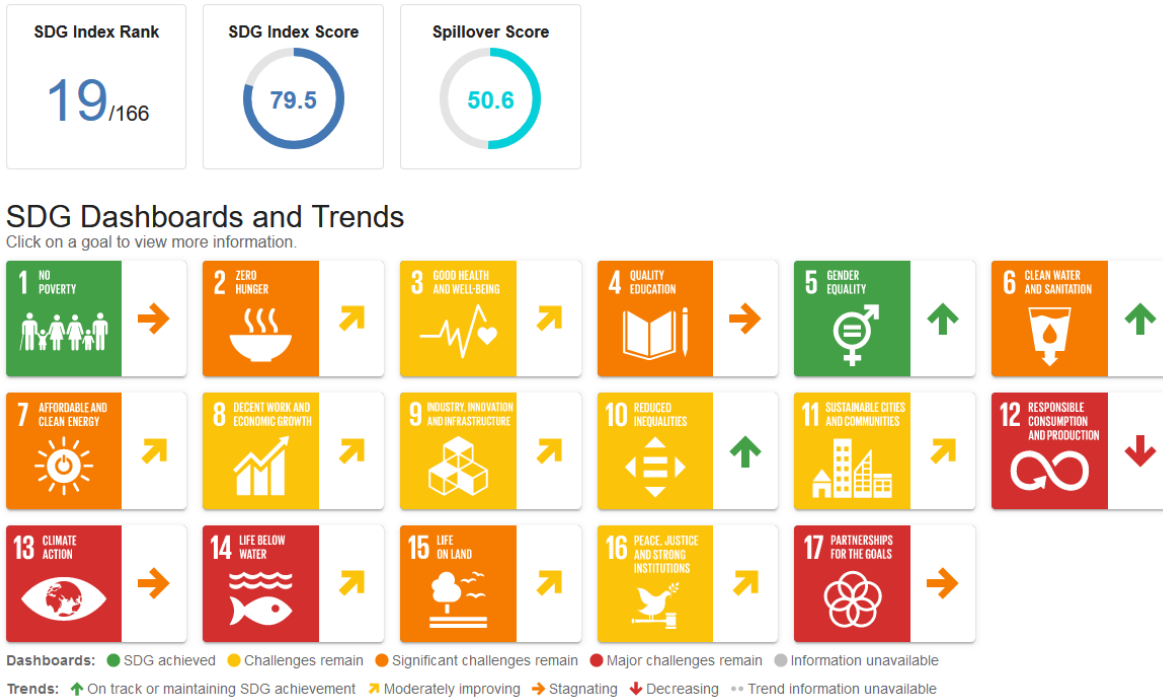 SDG Index Rank
19/166
SDG Index Score
79.5
Spillover Score
50.6
SDG Dashboards and Trends
Click on a goal to view more information.
1 NO
POVERTY
2 ZERO
HUNGER
3 GOOD HEALTH
AND WELL-BEING
4 QUALITY
EDUCATION
5 GENDER
EQUALITY
6 CLEAN WATER
AND SANITATION
7 AFFORDABLE AND
CLEAN ENERGY
8 DECENT WORK AND
ECONOMIC GROWTH
9 INDUSTRY, INNOVATION
AND INFRASTRUCTURE
10 REDUCED
INEQUALITIES
11 SUSTAINABLE CITIES
AND COMMUNITIES
12 RESPONSIBLE
CONSUMPTION
AND PRODUCTION
13 CLIMATE
ACTION
14 LIFE BELOW
WATER
15 LIFE
ON LAND
16 PEACE, JUSTICE
AND STRONG
INSTITUTIONS
17 PARTNERSHIPS
FOR THE GOALS
Dashboards: SDG achieved Challenges remain Significant challenges remain Major challenges remain Information unavailable
Trends: On track or maintaining SDG achievement Moderately improving Stagnating Decreasing Trend information unavailable